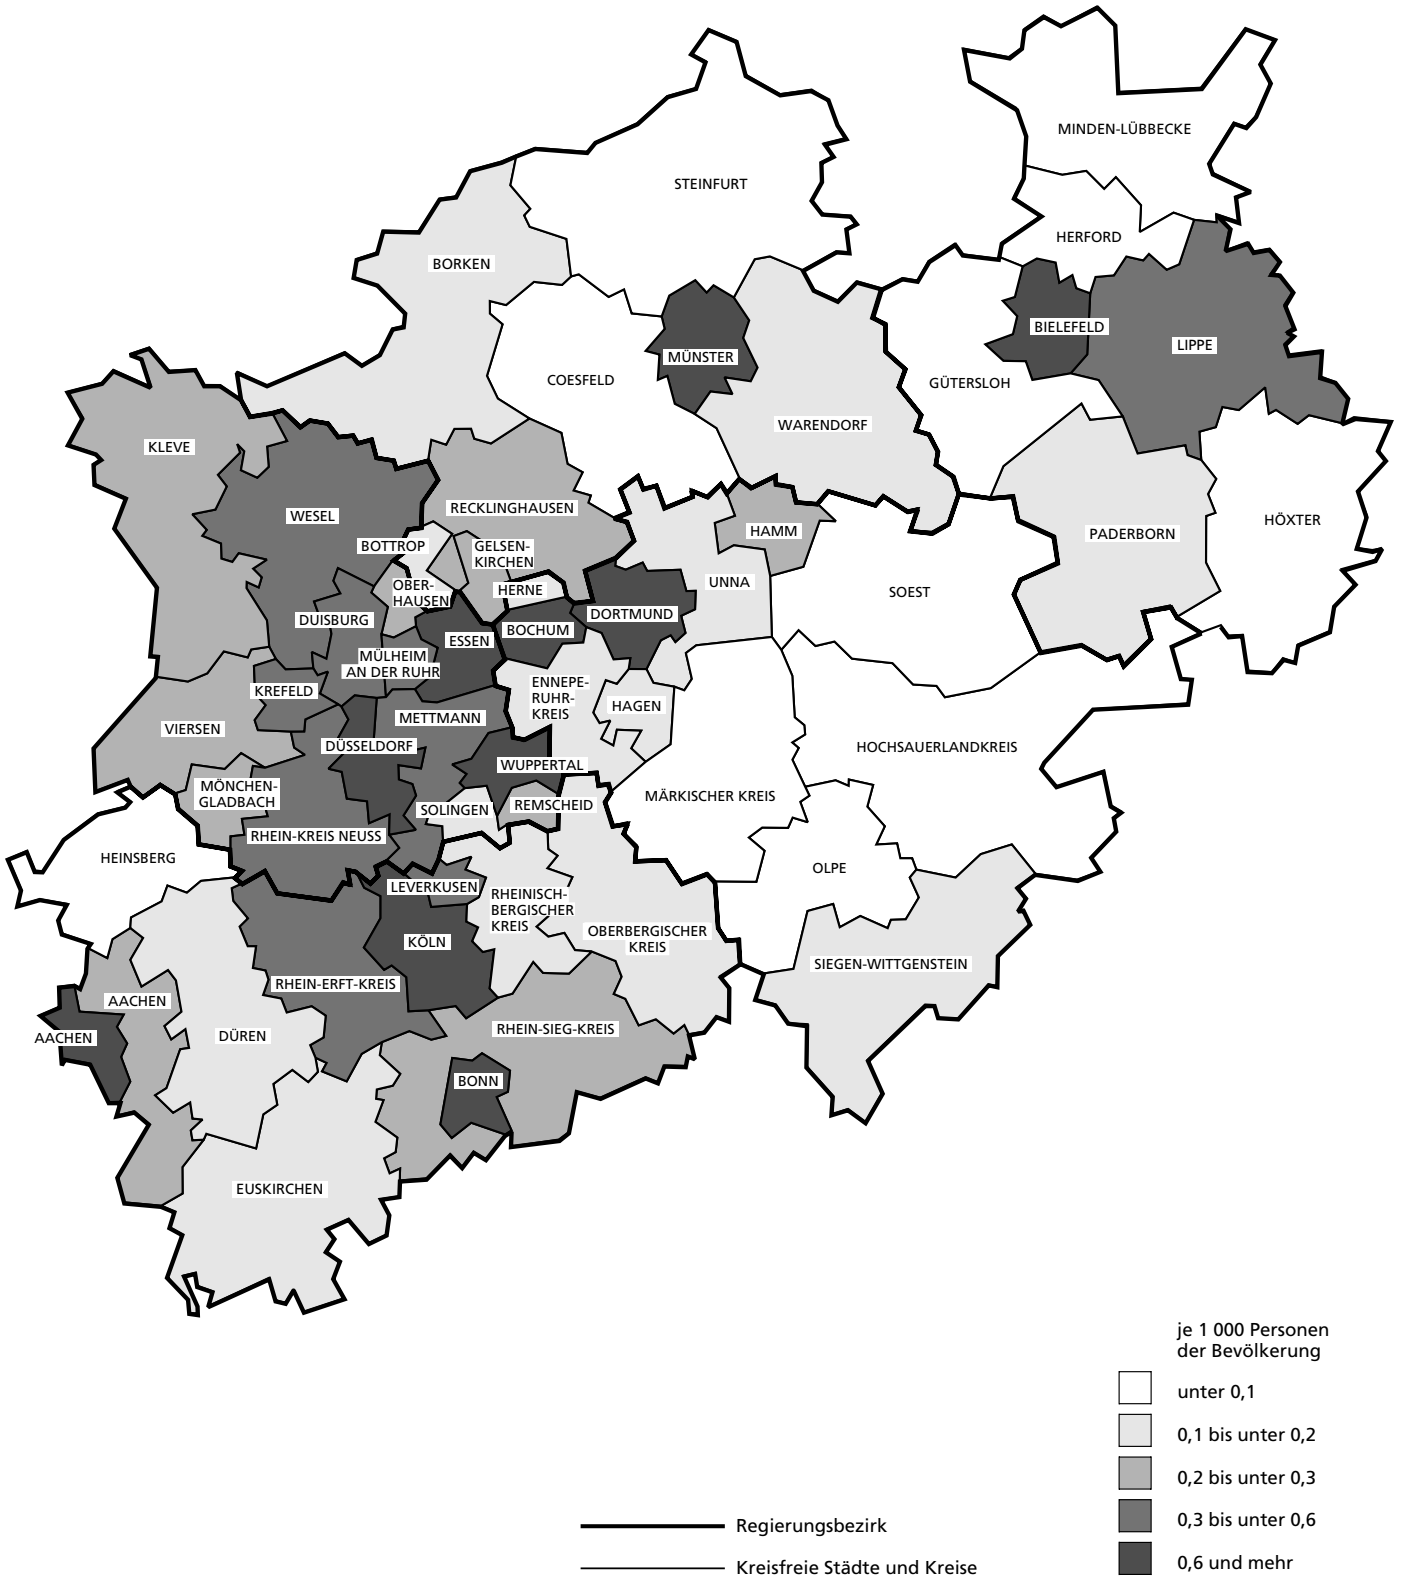 MINDEN-LÜBBECKE
STEINFURT
HERFORD
BORKEN
BIELEFELD
LIPPE
MÜNSTER
COESFELD
GÜTERSLOH
WARENDORF
KLEVE
RECKLINGHAUSEN
WESEL
HÖXTER
HAMM
PADERBORN
BOTTROP
GELSEN-
KIRCHEN
UNNA
OBER-
HAUSEN
HERNE
SOEST
DORTMUND
DUISBURG
BOCHUM
ESSEN
MÜLHEIM
AN DER RUHR
KREFELD
ENNEPE-
RUHR-
KREIS
HAGEN
METTMANN
VIERSEN
DÜSSELDORF
HOCHSAUERLANDKREIS
WUPPERTAL
MÖNCHEN-
GLADBACH
MÄRKISCHER KREIS
REMSCHEID
SOLINGEN
RHEIN-KREIS NEUSS
HEINSBERG
OLPE
LEVERKUSEN
RHEINISCH-
BERGISCHER
KREIS
OBERBERGISCHER
KREIS
KÖLN
SIEGEN-WITTGENSTEIN
RHEIN-ERFT-KREIS
AACHEN
RHEIN-SIEG-KREIS
AACHEN
DÜREN
BONN
EUSKIRCHEN
je 1 000 Personen
der Bevölkerung
unter 0,1
0,1 bis unter 0,2
0,2 bis unter 0,3
0,3 bis unter 0,6
0,6 und mehr
Regierungsbezirk
Kreisfreie Städte und Kreise